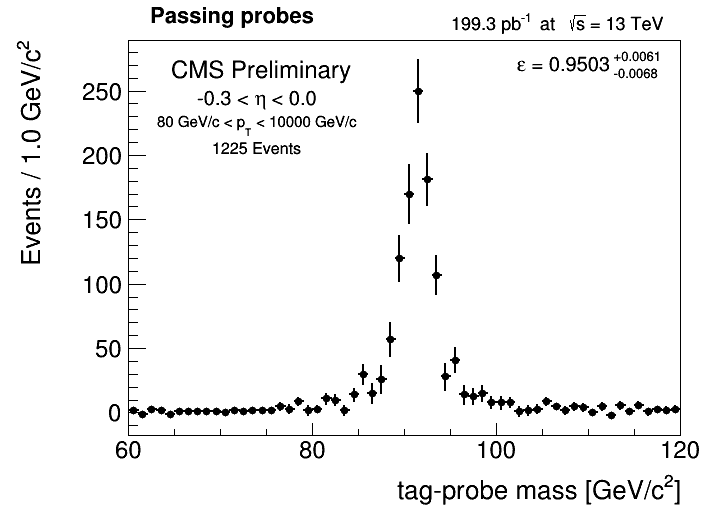 Passing probes
199.3 pb⁻¹ at √s = 13 TeV
CMS Preliminary
ε = 0.9503 +0.0061 -0.0068
-0.3 < η < 0.0
80 GeV/c < p_T < 10000 GeV/c
1225 Events
Events / 1.0 GeV/c²
250
200
150
100
50
0
60 80 100 120
tag-probe mass [GeV/c²]